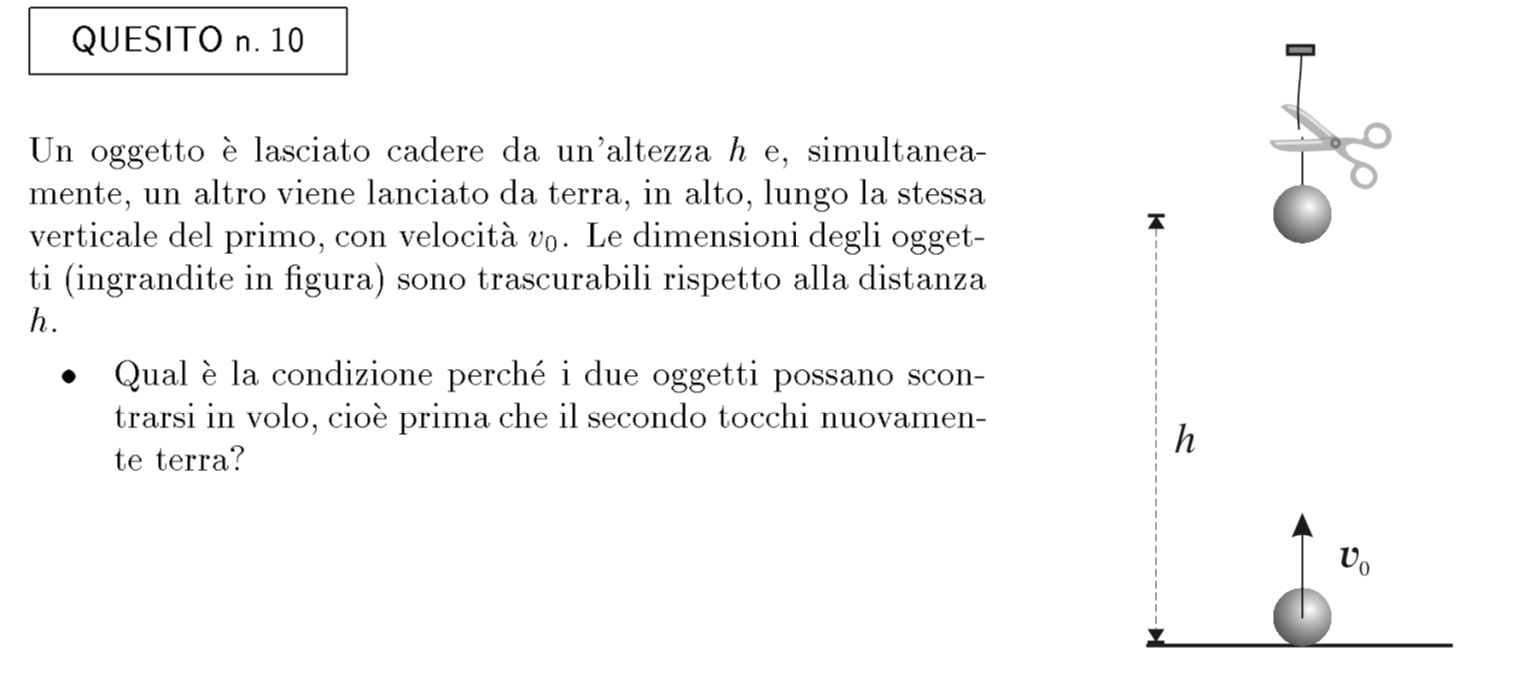 QUESITO n. 10
Un oggetto è lasciato cadere da un'altezza h e, simultanea-
mente, un altro viene lanciato da terra, in alto, lungo la stessa
verticale del primo, con velocità v₀. Le dimensioni degli ogget-
ti (ingrandite in figura) sono trascurabili rispetto alla distanza
h.
• Qual è la condizione perché i due oggetti possano scon-
trarsi in volo, cioè prima che il secondo tocchi nuovamen-
te terra?
h
v₀